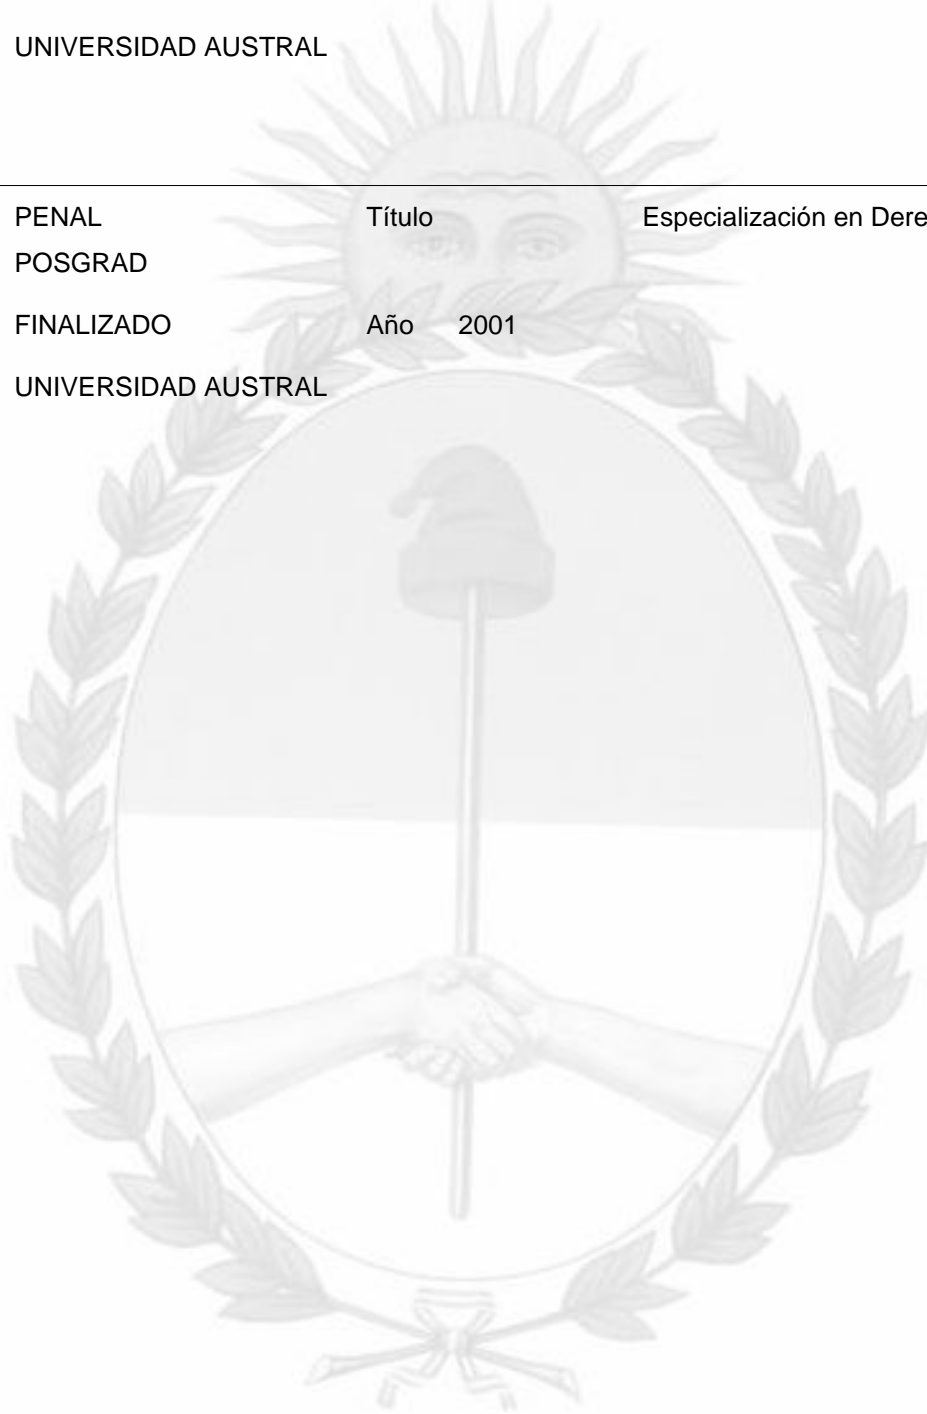 UNIVERSIDAD AUSTRAL
PENAL Título Especialización en Dere
POSGRAD
FINALIZADO Año 2001
UNIVERSIDAD AUSTRAL